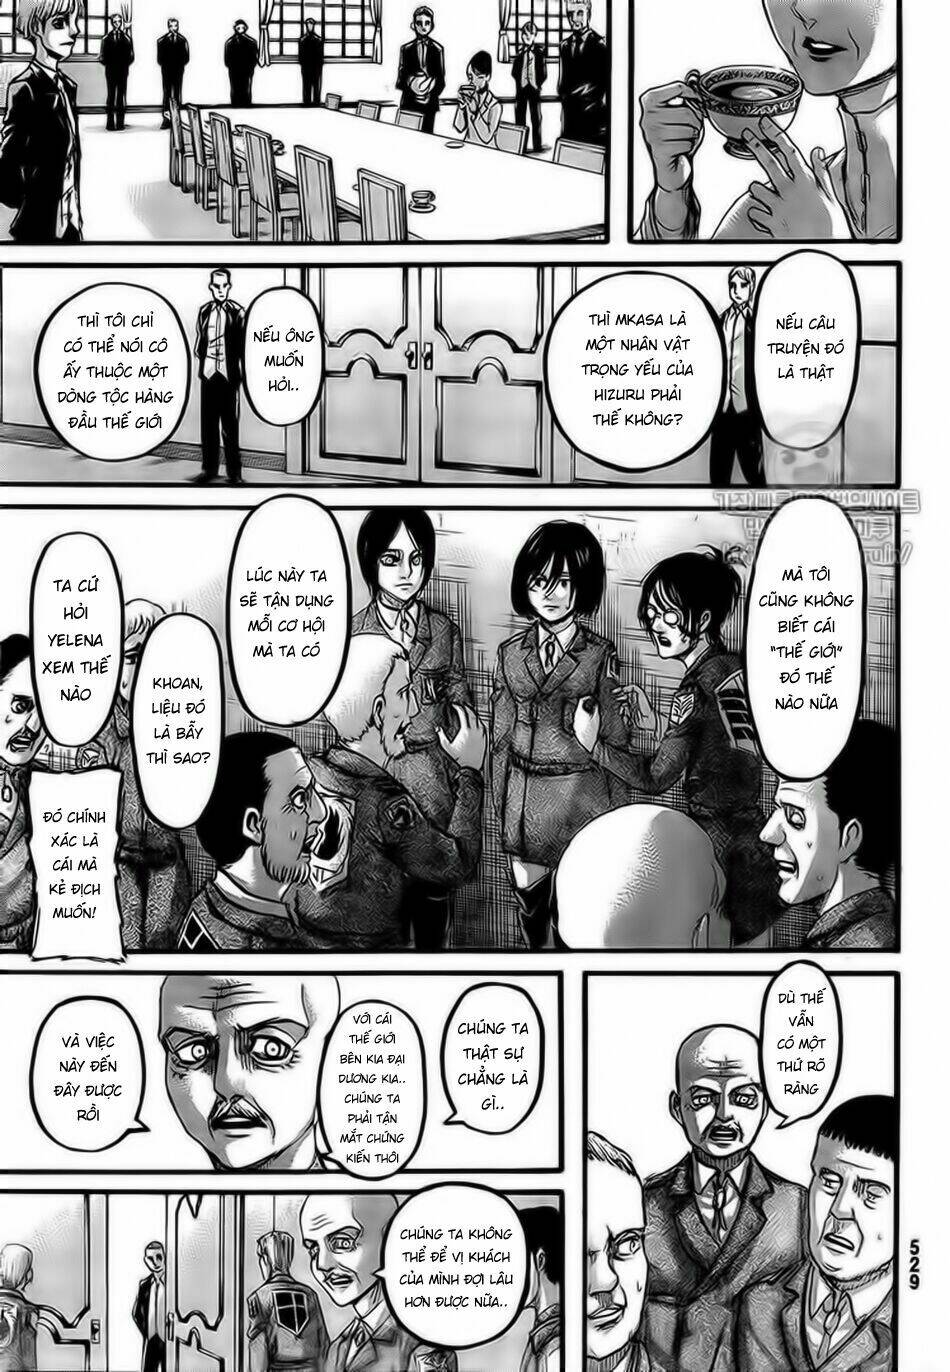 NẾU CÂU
TRUYỆN ĐÓ
LÀ THẬT
THÌ MKASA LÀ
MỘT NHÂN VẬT
TRỌNG YẾU CỦA
HIZURU PHẢI
THẾ KHÔNG?
NẾU ÔNG
MUỐN
HỎI..
THÌ TÔI CHỈ
CÓ THỂ NÓI CÔ
ẤY THUỘC MỘT
DÒNG TỘC HÀNG
ĐẦU THẾ GIỚI
MÀ TÔI
CŨNG KHÔNG
BIẾT CÁI
"THẾ GIỚI"
ĐÓ THẾ
NÀO NỮA
LÚC NÀY TA
SẼ TẬN DỤNG
MỖI CƠ HỘI
MÀ TA CÓ
KHOAN,
LIỆU ĐÓ
LÀ BẪY
THÌ SAO?
TA CỨ
HỎI
YELENA
XEM THẾ
NÀO
ĐÓ CHÍNH
XÁC LÀ
CÁI MÀ
KẺ ĐỊCH
MUỐN!
DÙ THẾ
VẪN
CÓ MỘT
THỨ RÕ
RÀNG
CHÚNG TA
THẬT SỰ
CHẲNG LÀ
GÌ..
VỚI CÁI
THẾ GIỚI
BÊN KIA ĐẠI
DƯƠNG KIA..
CHÚNG TA
PHẢI TẬN
MẮT CHỨNG
KIẾN THÔI
VÀ VIỆC
NÀY ĐẾN
ĐÂY ĐƯỢC
RỒI
CHÚNG TA KHÔNG
THỂ ĐỂ VỊ KHÁCH
CỦA MÌNH ĐỢI LÂU
HƠN ĐƯỢC NỮA..
529